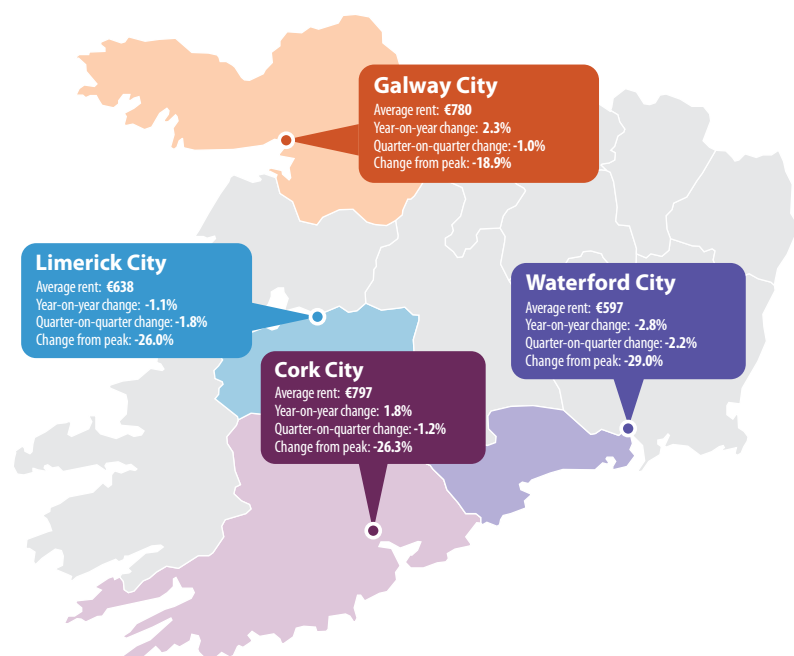 Galway City
Average rent: €780
Year-on-year change: 2.3%
Quarter-on-quarter change: -1.0%
Change from peak: -18.9%
Limerick City
Average rent: €638
Year-on-year change: -1.1%
Quarter-on-quarter change: -1.8%
Change from peak: -26.0%
Waterford City
Average rent: €597
Year-on-year change: -2.8%
Quarter-on-quarter change: -2.2%
Change from peak: -29.0%
Cork City
Average rent: €797
Year-on-year change: 1.8%
Quarter-on-quarter change: -1.2%
Change from peak: -26.3%